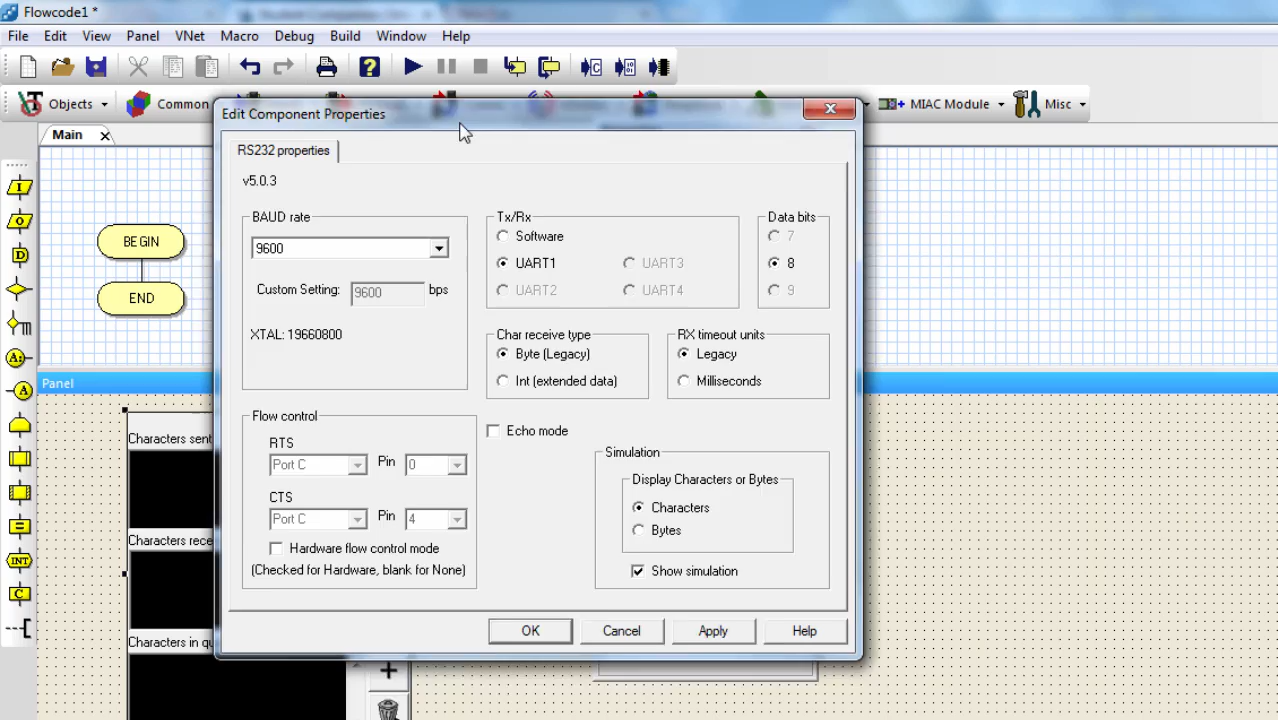 Flowcode1 *
File Edit View Panel VNet Macro Debug Build Window Help
Objects Common MIAC Module Misc
Edit Component Properties
Main
RS232 properties
v5.0.3
BAUD rate
9600
Custom Setting: 9600 bps
XTAL: 19660800
Tx/Rx
Software
UART1 UART3
UART2 UART4
Data bits
7
8
9
Char receive type
Byte (Legacy)
Int (extended data)
RX timeout units
Legacy
Milliseconds
Flow control
RTS
Port C Pin 0
CTS
Port C Pin 4
Hardware flow control mode
(Checked for Hardware, blank for None)
Echo mode
Simulation
Display Characters or Bytes
Characters
Bytes
Show simulation
OK Cancel Apply Help
BEGIN
END
Panel
Characters sent
Characters rece
Characters in qu
I
O
D
A:
A
INT
C